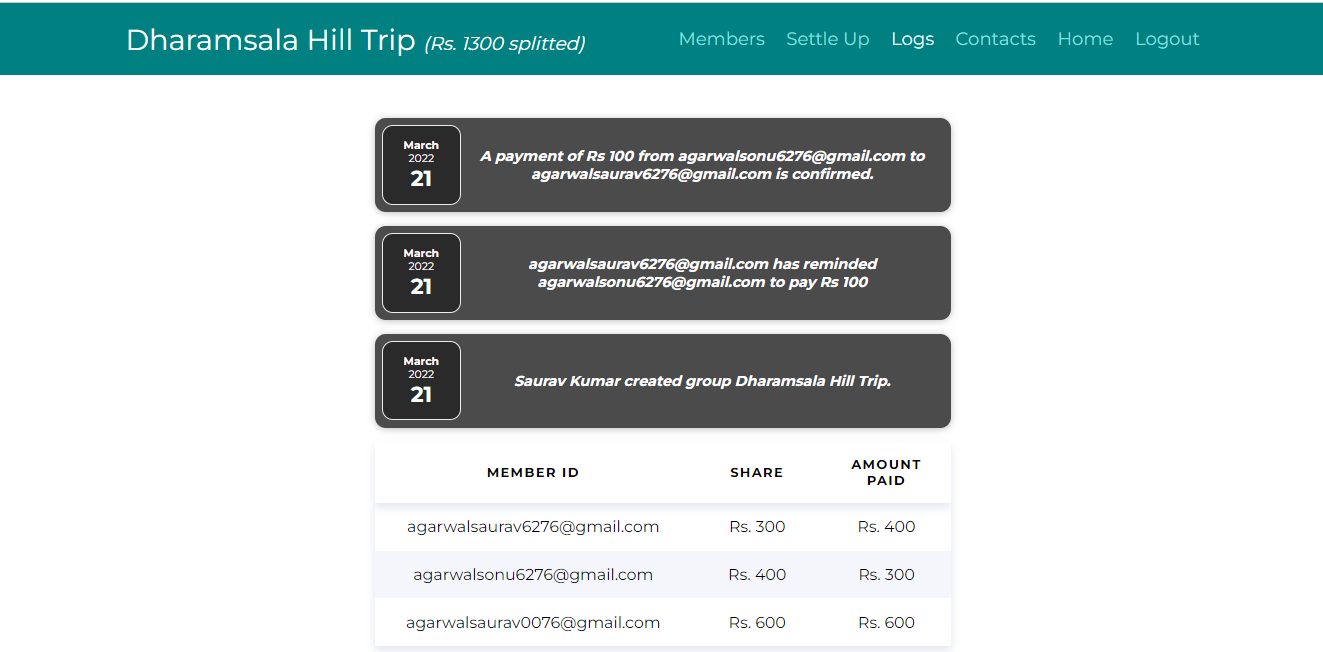 Dharamsala Hill Trip (Rs. 1300 splitted)
Members Settle Up Logs Contacts Home Logout
March
2022
21
A payment of Rs 100 from agarwalsonu6276@gmail.com to
agarwalsaurav6276@gmail.com is confirmed.
March
2022
21
agarwalsaurav6276@gmail.com has reminded
agarwalsonu6276@gmail.com to pay Rs 100
March
2022
21
Saurav Kumar created group Dharamsala Hill Trip.
MEMBER ID SHARE AMOUNT
PAID
agarwalsaurav6276@gmail.com Rs. 300 Rs. 400
agarwalsonu6276@gmail.com Rs. 400 Rs. 300
agarwalsaurav0076@gmail.com Rs. 600 Rs. 600